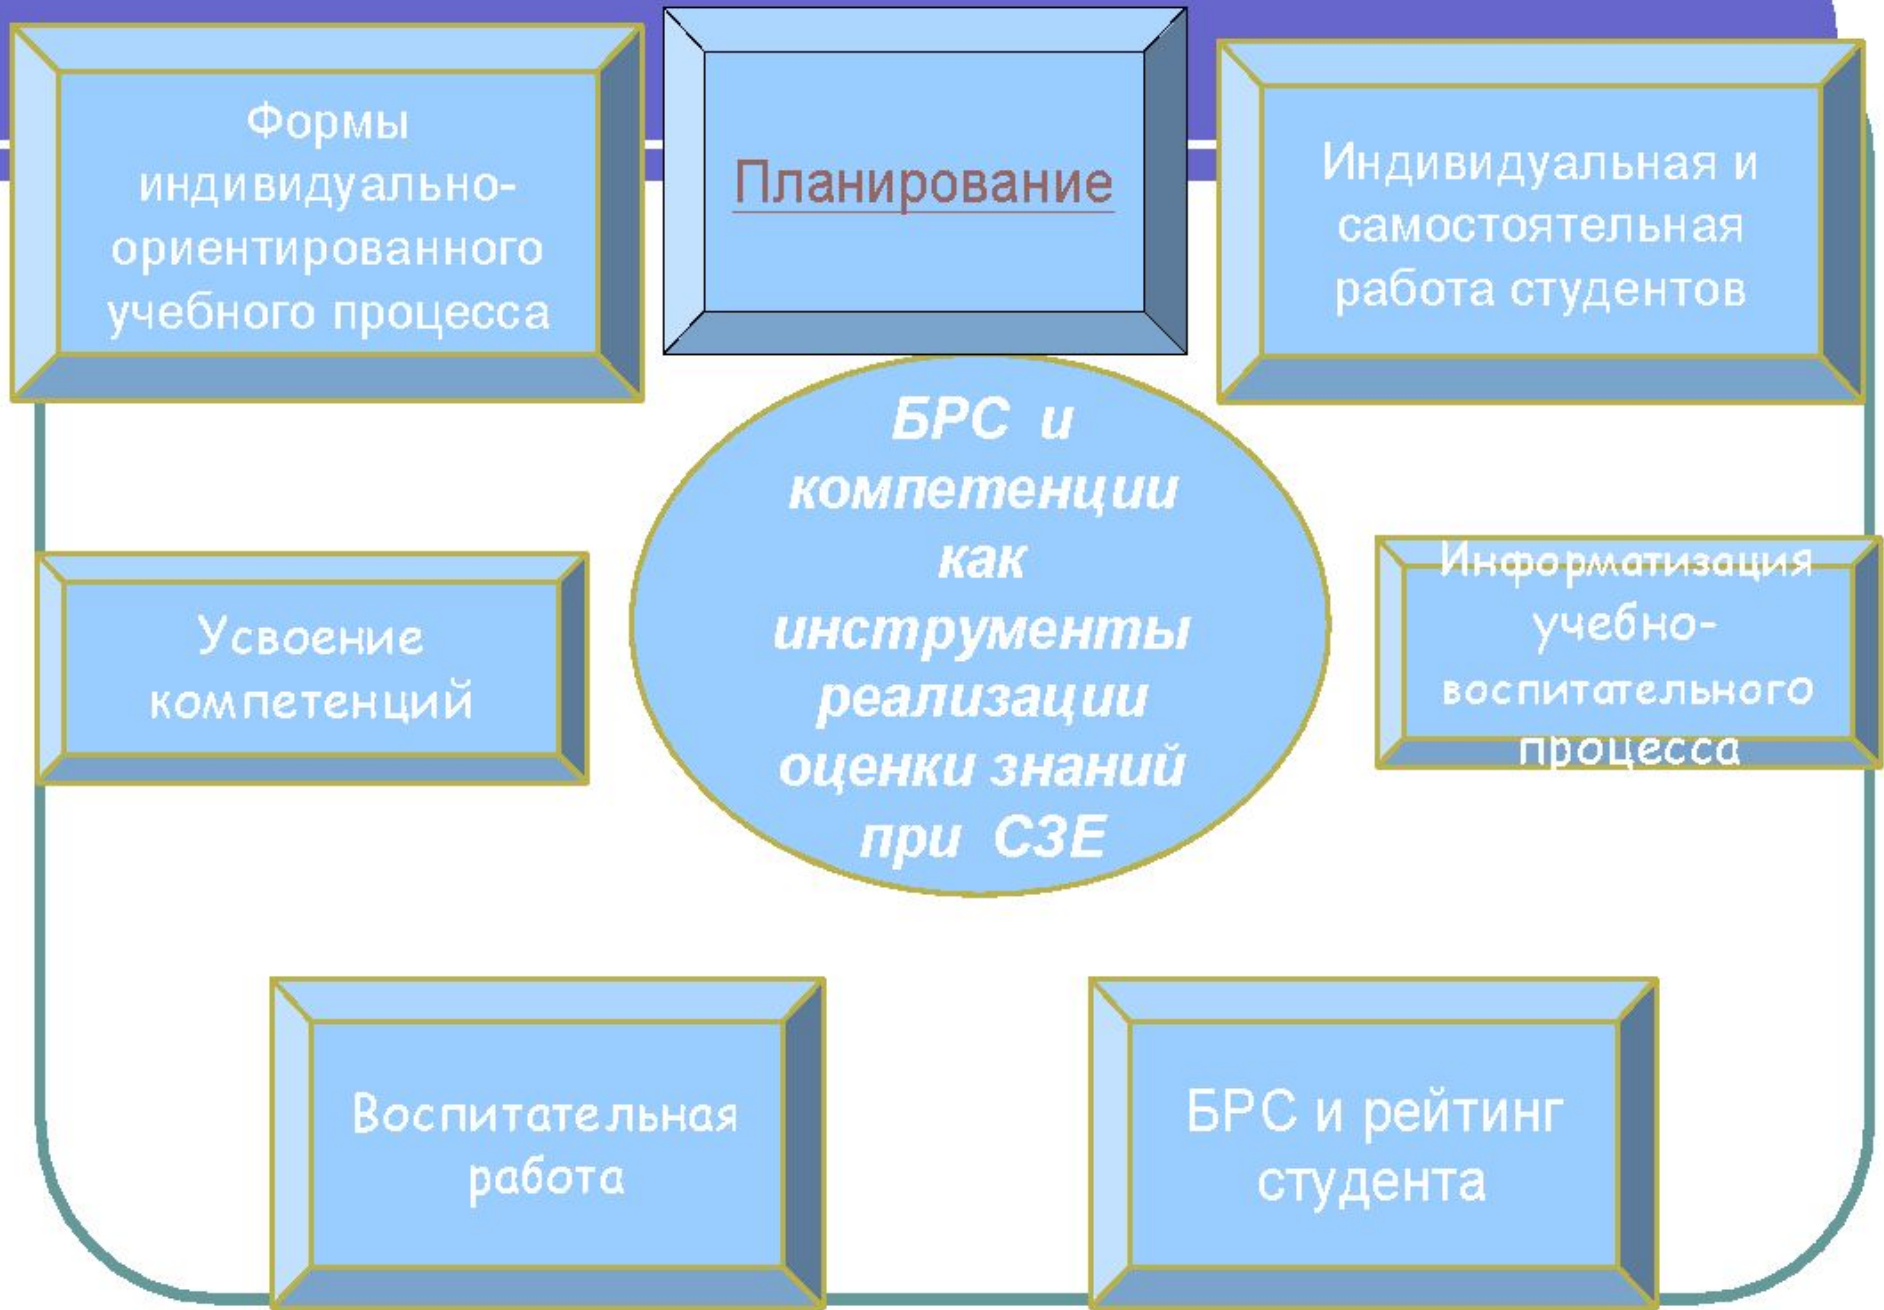 Формы
индивидуально-
ориентированного
учебного процесса
Планирование
Индивидуальная и
самостоятельная
работа студентов
БРС и
компетенции
как
инструменты
реализации
оценки знаний
при СЗЕ
Усвоение
компетенций
Информатизация
учебно-
воспитательного
процесса
Воспитательная
работа
БРС и рейтинг
студента